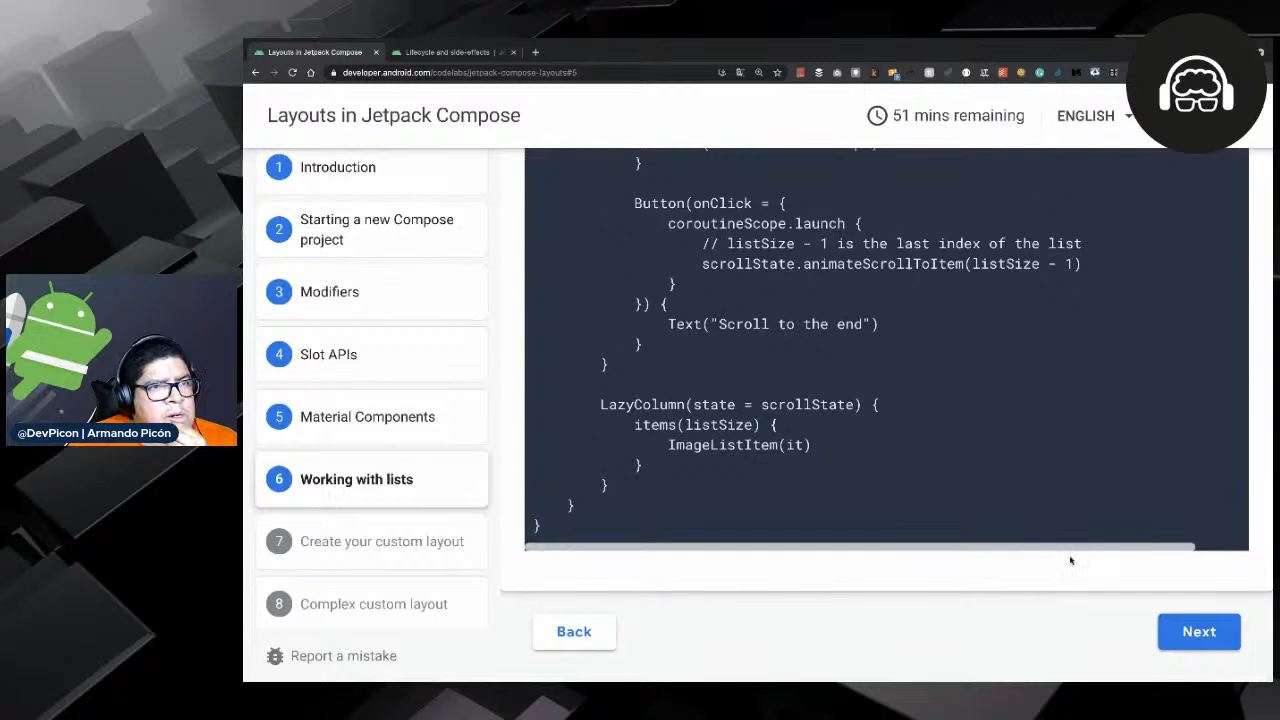 Layouts in Jetpack Compose
Lifecycle and side-effects
developer.android.com/codelabs/jetpack-compose-layouts#5
Layouts in Jetpack Compose
51 mins remaining
ENGLISH
1 Introduction
2 Starting a new Compose
project
3 Modifiers
4 Slot APIs
5 Material Components
6 Working with lists
7 Create your custom layout
8 Complex custom layout
Report a mistake
}
Button(onClick = {
coroutineScope.launch {
// listSize - 1 is the last index of the list
scrollState.animateScrollToItem(listSize - 1)
}
}) {
Text("Scroll to the end")
}
}
LazyColumn(state = scrollState) {
items(listSize) {
ImageListItem(it)
}
}
}
}
Back
Next
@DevPicon | Armando Picón